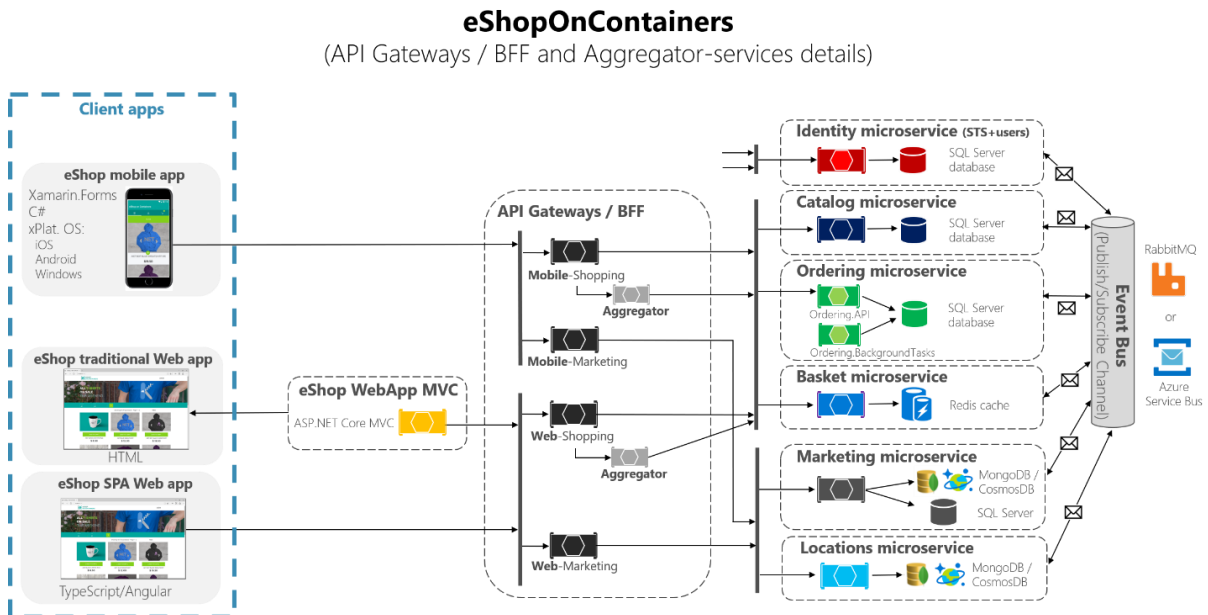 eShopOnContainers
(API Gateways / BFF and Aggregator-services details)
Client apps
eShop mobile app
Xamarin.Forms
C#
xPlat. OS:
iOS
Android
Windows
eShop traditional Web app
HTML
eShop SPA Web app
TypeScript/Angular
eShop WebApp MVC
ASP.NET Core MVC
API Gateways / BFF
Mobile-Shopping
Aggregator
Mobile-Marketing
Web-Shopping
Aggregator
Web-Marketing
Identity microservice (STS+users)
SQL Server
database
Catalog microservice
SQL Server
database
Ordering microservice
Ordering.API
SQL Server
database
Ordering.BackgroundTasks
Basket microservice
Redis cache
Marketing microservice
MongoDB /
CosmosDB
SQL Server
Locations microservice
MongoDB /
CosmosDB
Event Bus
(Publish/Subscribe Channel)
RabbitMQ
or
Azure
Service Bus